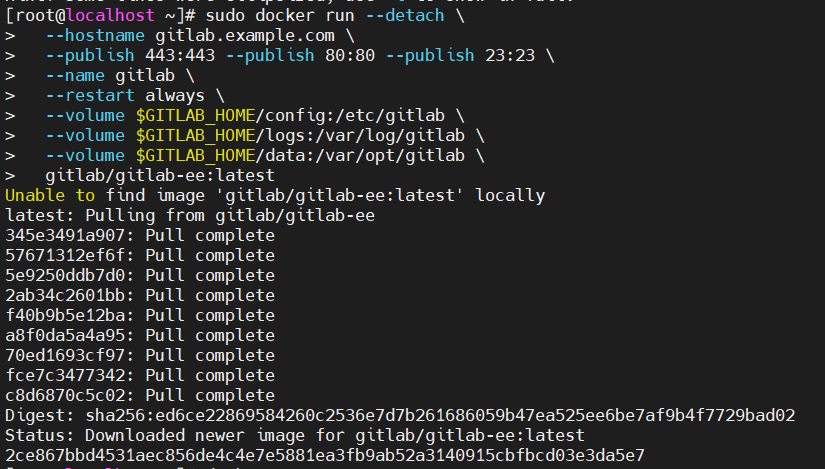 [root@localhost ~]# sudo docker run --detach \
>   --hostname gitlab.example.com \
>   --publish 443:443 --publish 80:80 --publish 23:23 \
>   --name gitlab \
>   --restart always \
>   --volume $GITLAB_HOME/config:/etc/gitlab \
>   --volume $GITLAB_HOME/logs:/var/log/gitlab \
>   --volume $GITLAB_HOME/data:/var/opt/gitlab \
>   gitlab/gitlab-ee:latest
Unable to find image 'gitlab/gitlab-ee:latest' locally
latest: Pulling from gitlab/gitlab-ee
345e3491a907: Pull complete
57671312ef6f: Pull complete
5e9250ddb7d0: Pull complete
2ab34c2601bb: Pull complete
f40b9b5e12ba: Pull complete
a8f0da5a4a95: Pull complete
70ed1693cf97: Pull complete
fce7c3477342: Pull complete
c8d6870c5c02: Pull complete
Digest: sha256:ed6ce22869584260c2536e7d7b261686059b47ea525ee6be7af9b4f7729bad02
Status: Downloaded newer image for gitlab/gitlab-ee:latest
2ce867bbd4531aec856de4c4e7e5881ea3fb9ab52a3140915cbfbcd03e3da5e7